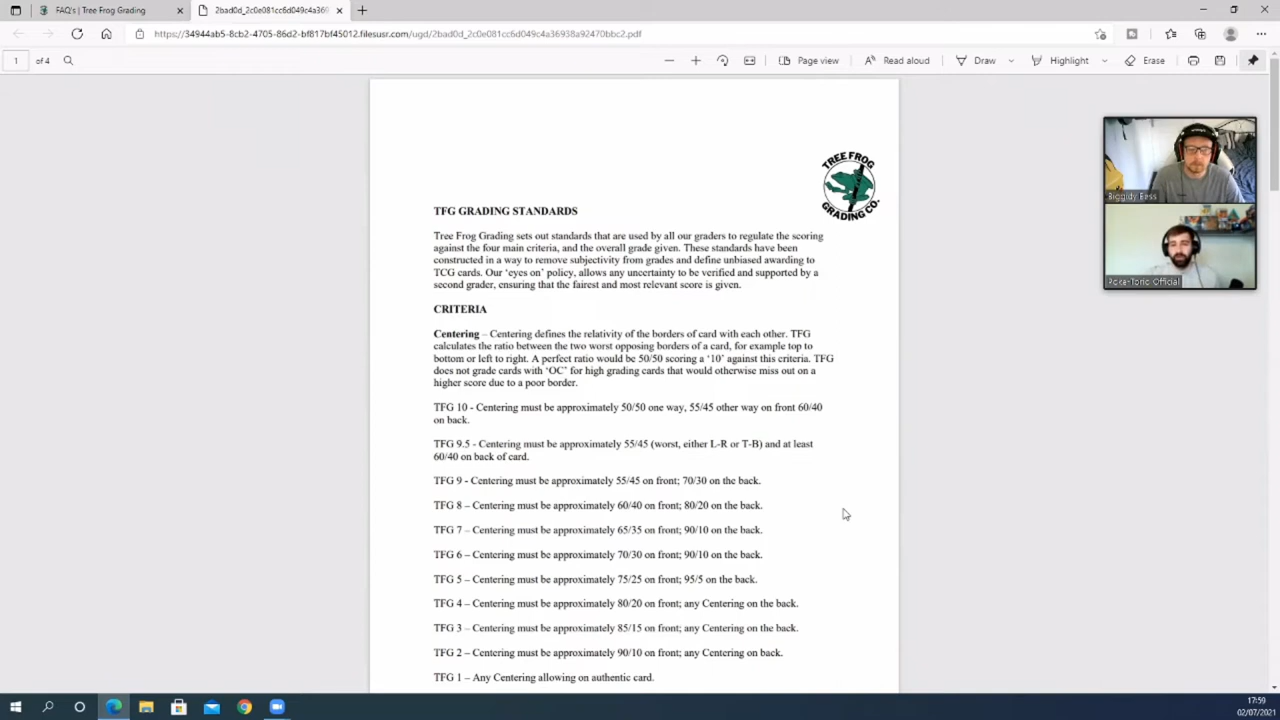 FAQ's | Tree Frog Grading
2bad0d_2c0e081cc6d049c4a369
https://34944ab5-8cb2-4705-86d2-bf817bf45012.filesusr.com/ugd/2bad0d_2c0e081cc6d049c4a36938a92470bbc2.pdf
1 of 4
Page view
Read aloud
Draw
Highlight
Erase
TREE FROG
GRADING CO.
TFG GRADING STANDARDS
Tree Frog Grading sets out standards that are used by all our graders to regulate the scoring
against the four main criteria, and the overall grade given. These standards have been
constructed in a way to remove subjectivity from grades and define unbiased awarding to
TCG cards. Our 'eyes on' policy, allows any uncertainty to be verified and supported by a
second grader, ensuring that the fairest and most relevant score is given.
CRITERIA
Centering – Centering defines the relativity of the borders of card with each other. TFG
calculates the ratio between the two worst opposing borders of a card, for example top to
bottom or left to right. A perfect ratio would be 50/50 scoring a '10' against this criteria. TFG
does not grade cards with 'OC' for high grading cards that would otherwise miss out on a
higher score due to a poor border.
TFG 10 - Centering must be approximately 50/50 one way, 55/45 other way on front 60/40
on back.
TFG 9.5 - Centering must be approximately 55/45 (worst, either L-R or T-B) and at least
60/40 on back of card.
TFG 9 - Centering must be approximately 55/45 on front; 70/30 on the back.
TFG 8 – Centering must be approximately 60/40 on front; 80/20 on the back.
TFG 7 – Centering must be approximately 65/35 on front; 90/10 on the back.
TFG 6 – Centering must be approximately 70/30 on front; 90/10 on the back.
TFG 5 – Centering must be approximately 75/25 on front; 95/5 on the back.
TFG 4 – Centering must be approximately 80/20 on front; any Centering on the back.
TFG 3 – Centering must be approximately 85/15 on front; any Centering on the back.
TFG 2 – Centering must be approximately 90/10 on front; any Centering on back.
TFG 1 – Any Centering allowing on authentic card.
Official
17:59
02/07/2021